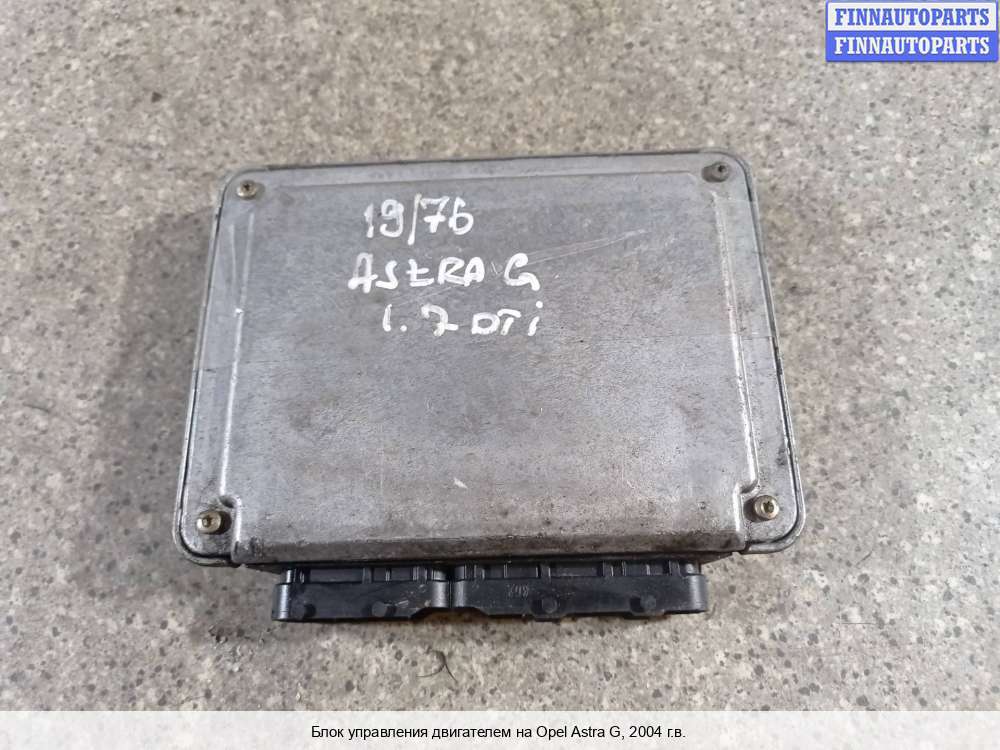 FINNAUTOPARTS
FINNAUTOPARTS
19/76
ASTRA G
1.7 DTi
Блок управления двигателем на Opel Astra G, 2004 г.в.